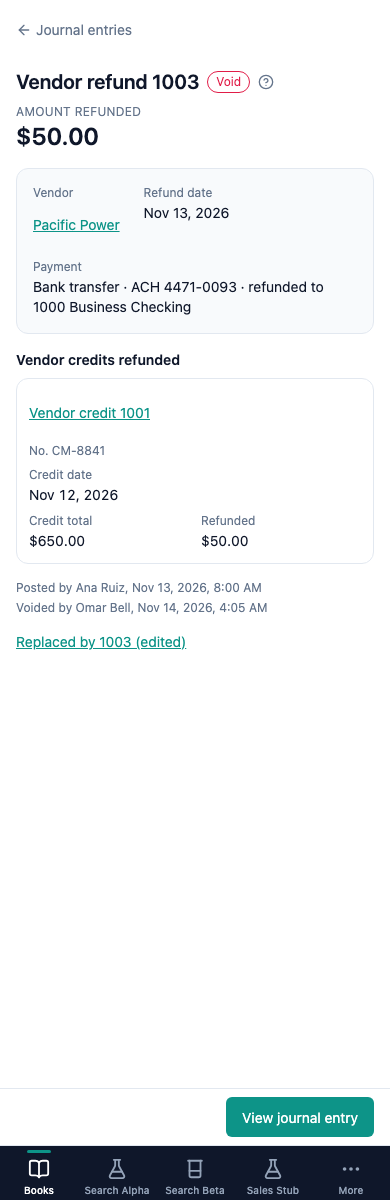 Journal entries
Vendor refund 1003 Void
AMOUNT REFUNDED
$50.00
Vendor
Pacific Power
Refund date
Nov 13, 2026
Payment
Bank transfer · ACH 4471-0093 · refunded to
1000 Business Checking
Vendor credits refunded
Vendor credit 1001
No. CM-8841
Credit date
Nov 12, 2026
Credit total
$650.00
Refunded
$50.00
Posted by Ana Ruiz, Nov 13, 2026, 8:00 AM
Voided by Omar Bell, Nov 14, 2026, 4:05 AM
Replaced by 1003 (edited)
View journal entry
Books
Search Alpha
Search Beta
Sales Stub
More